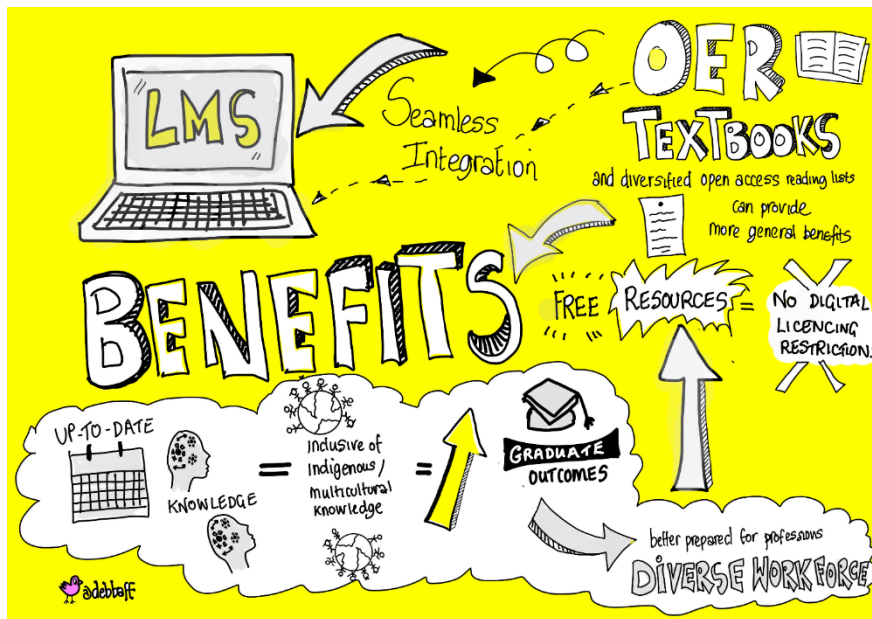 LMS
Seamless
Integration
OER
TEXTBOOKS
and diversified open access reading lists
can provide
more general benefits
BENEFITS
FREE RESOURCES =
NO DIGITAL
LICENCING
RESTRICTION
UP-TO-DATE
KNOWLEDGE
=
inclusive of
indigenous/
multicultural
knowledge
=
GRADUATE
OUTCOMES
better prepared for professions
DIVERSE WORKFORCE
@debbaff